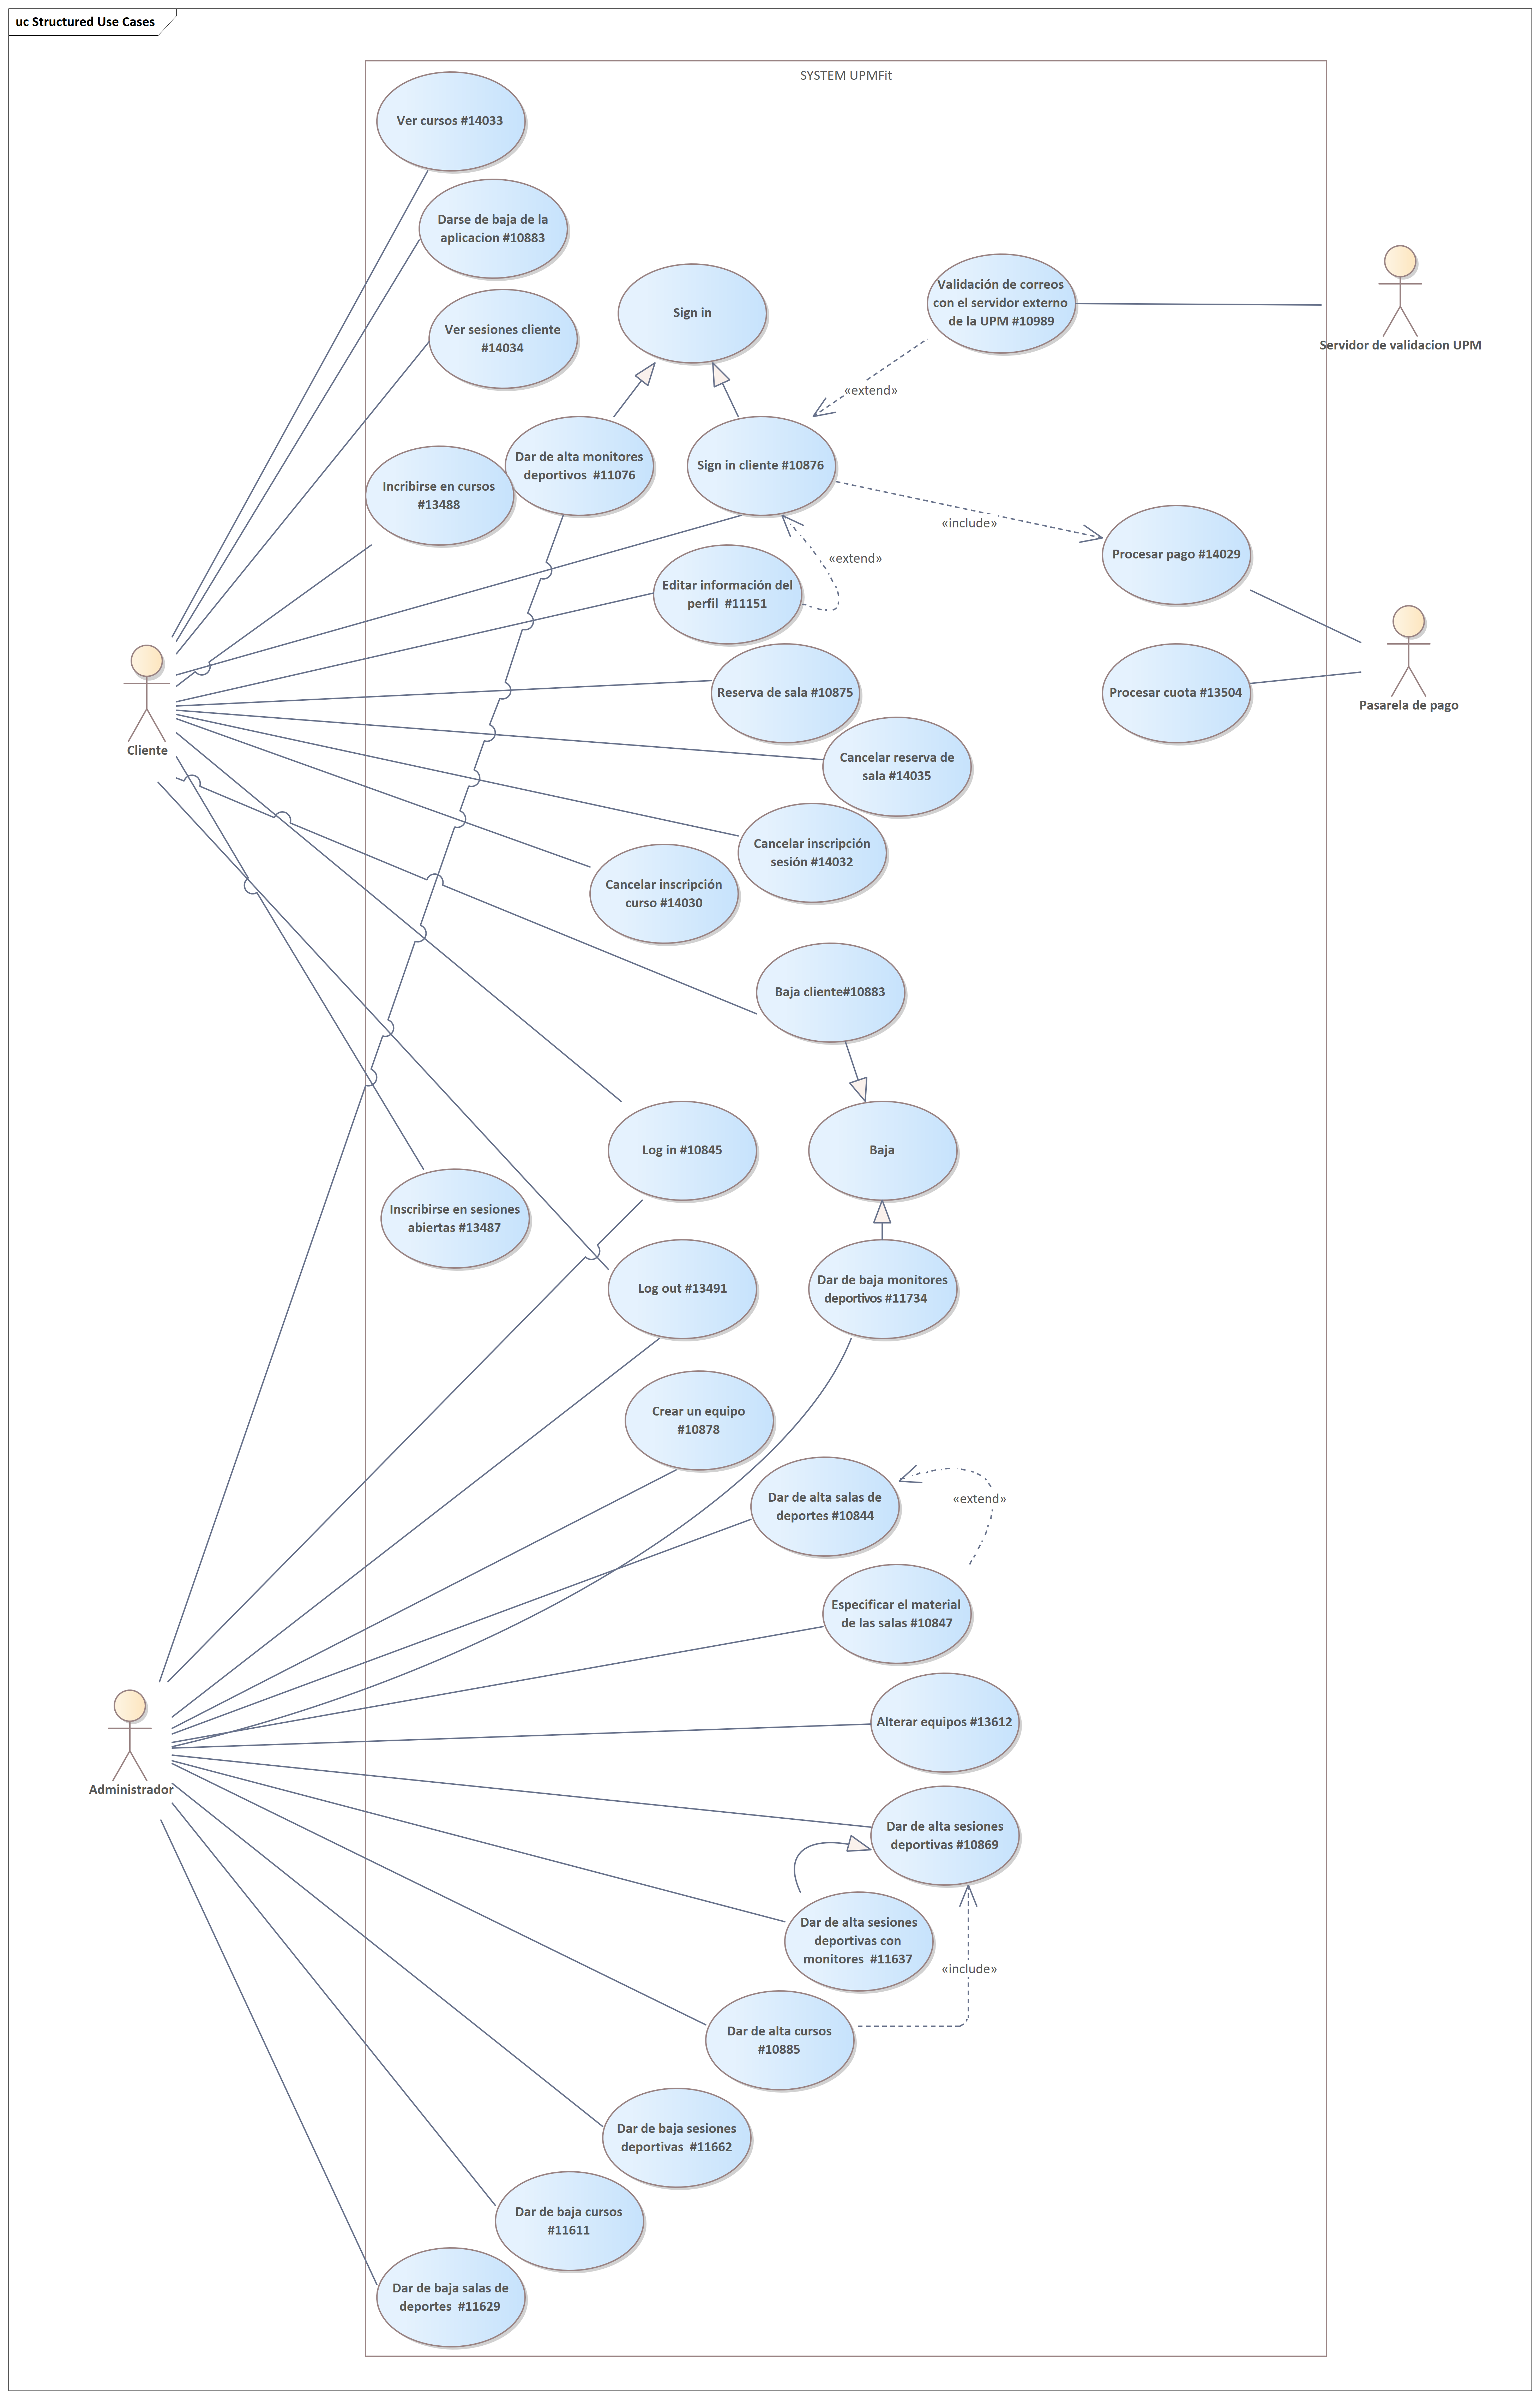 uc Structured Use Cases
SYSTEM UPMFit
Ver cursos #14033
Darse de baja de la
aplicacion #10883
Ver sesiones cliente
#14034
Sign in
Validación de correos
con el servidor externo
de la UPM #10989
Servidor de validacion UPM
«extend»
Dar de alta monitores
deportivos  #11076
Sign in cliente #10876
Incribirse en cursos
#13488
«include»
Procesar pago #14029
«extend»
Editar información del
perfil  #11151
Reserva de sala #10875
Procesar cuota #13504
Pasarela de pago
Cliente
Cancelar reserva de
sala #14035
Cancelar inscripción
sesión #14032
Cancelar inscripción
curso #14030
Baja cliente#10883
Log in #10845
Baja
Inscribirse en sesiones
abiertas #13487
Log out #13491
Dar de baja monitores
deportivos #11734
Crear un equipo
#10878
Dar de alta salas de
deportes #10844
«extend»
Especificar el material
de las salas #10847
Alterar equipos #13612
Administrador
Dar de alta sesiones
deportivas #10869
Dar de alta sesiones
deportivas con
monitores  #11637
«include»
Dar de alta cursos
#10885
Dar de baja sesiones
deportivas  #11662
Dar de baja cursos
#11611
Dar de baja salas de
deportes  #11629